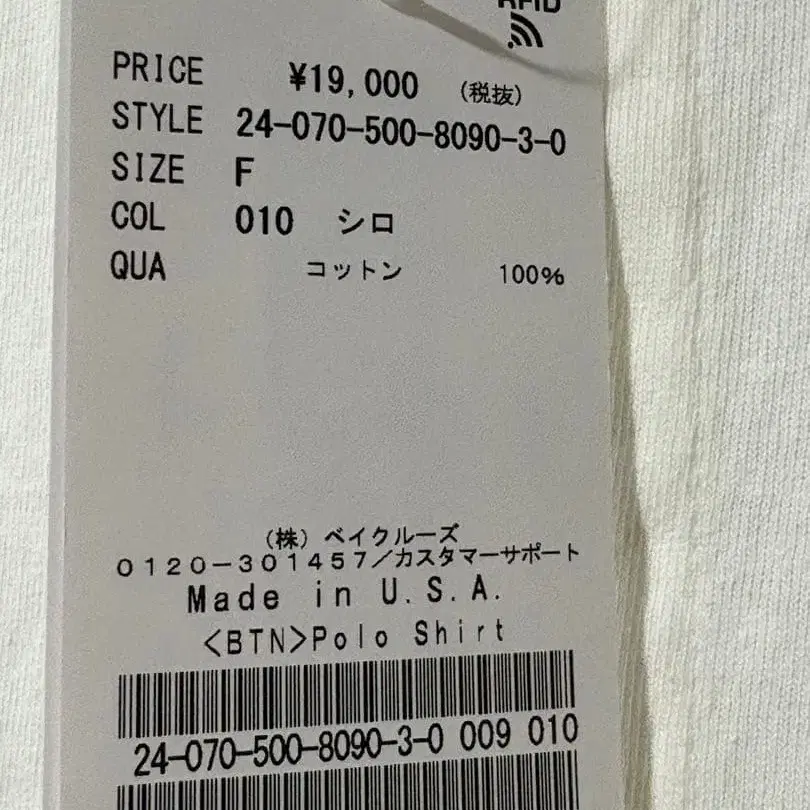 RFID
PRICE ¥19,000 (税抜)
STYLE 24-070-500-8090-3-0
SIZE F
COL 010 シロ
QUA コットン 100%
(株) ベイクルーズ
0120-301457/カスタマーサポート
Made in U.S.A.
<BTN>Polo Shirt
24-070-500-8090-3-0 009 010